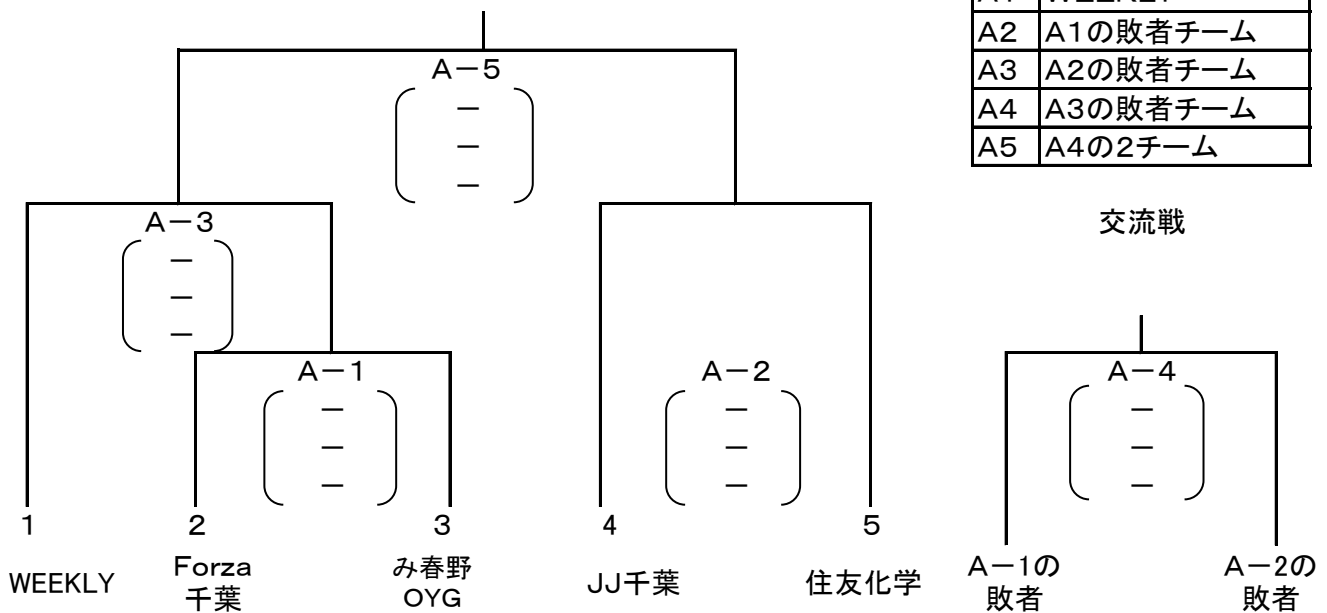 A1 WEEKLY
A2 A1の敗者チーム
A3 A2の敗者チーム
A4 A3の敗者チーム
A5 A4の2チーム
A-5
-
-
-
A-3
-
-
-
交流戦
A-1
-
-
-
A-2
-
-
-
A-4
-
-
-
1 2 3 4 5
WEEKLY
Forza
千葉
み春野
OYG
JJ千葉
住友化学
A-1の
敗者
A-2の
敗者